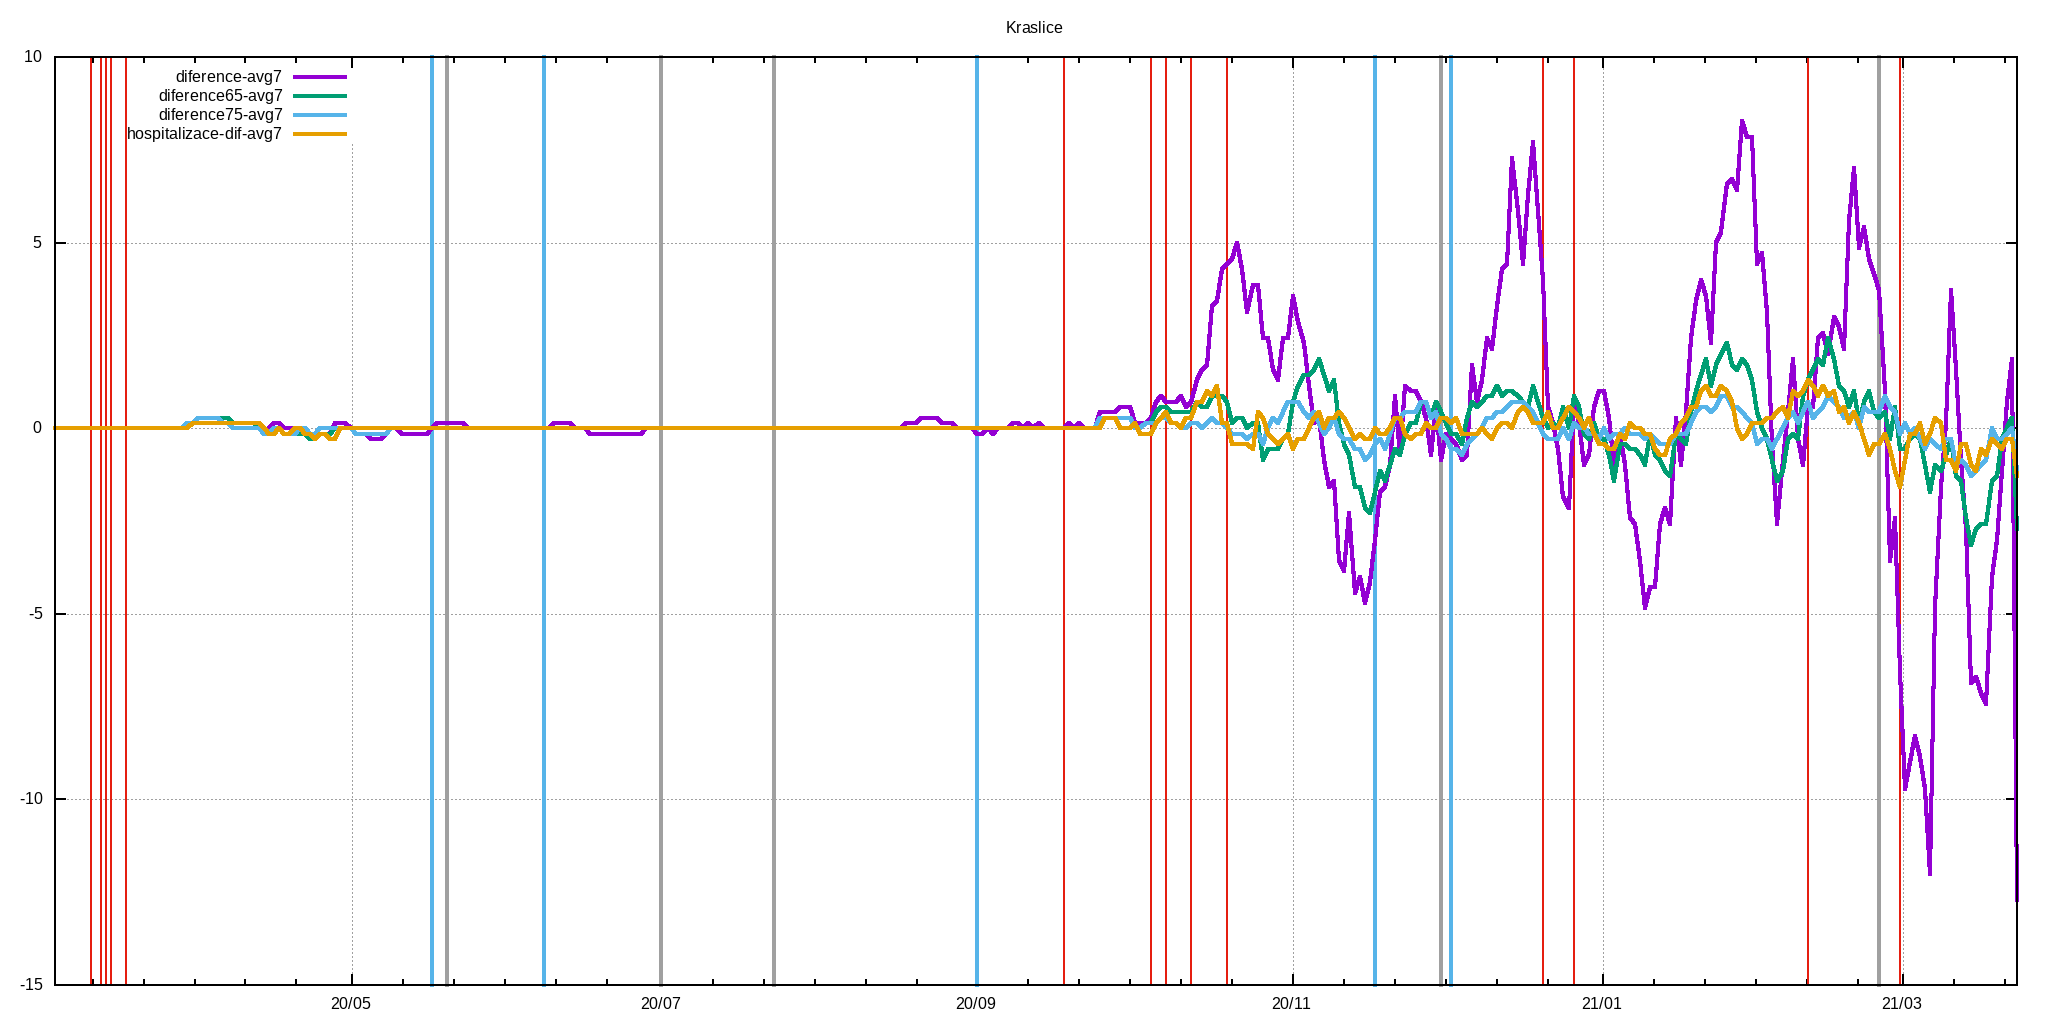 Kraslice
10
diference-avg7
diference65-avg7
diference75-avg7
hospitalizace-dif-avg7
5
0
-5
-10
-15
20/05
20/07
20/09
20/11
21/01
21/03